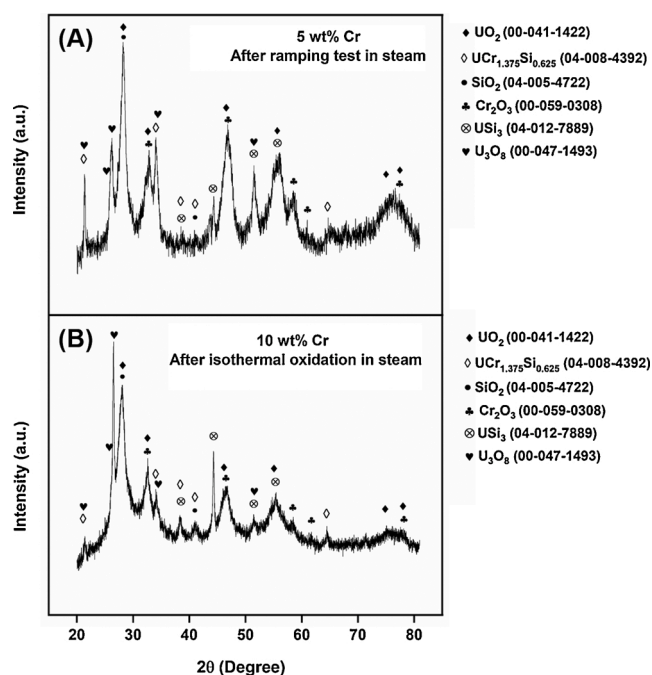 (A)
5 wt% Cr
After ramping test in steam
Intensity (a.u.)
♦ UO₂ (00-041-1422)
◊ UCr₁.₃₇₅Si₀.₆₂₅ (04-008-4392)
• SiO₂ (04-005-4722)
♣ Cr₂O₃ (00-059-0308)
⊗ USi₃ (04-012-7889)
♥ U₃O₈ (00-047-1493)
(B)
10 wt% Cr
After isothermal oxidation in steam
Intensity (a.u.)
♦ UO₂ (00-041-1422)
◊ UCr₁.₃₇₅Si₀.₆₂₅ (04-008-4392)
• SiO₂ (04-005-4722)
♣ Cr₂O₃ (00-059-0308)
⊗ USi₃ (04-012-7889)
♥ U₃O₈ (00-047-1493)
20 30 40 50 60 70 80
2θ (Degree)